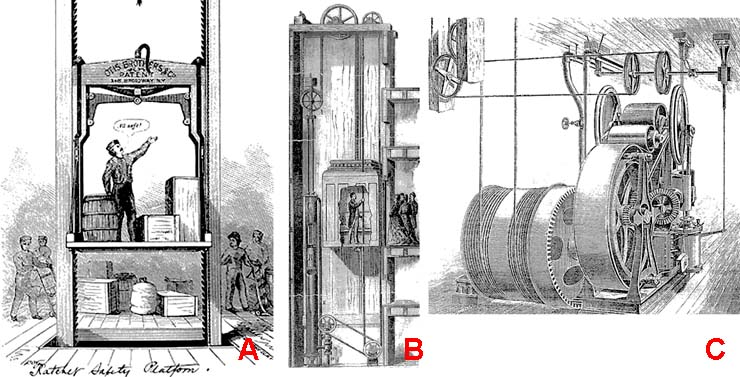 OTIS. BROTHERS & Co
PATENT
All safe!
Ratchet Safety Platform.
A
B
C